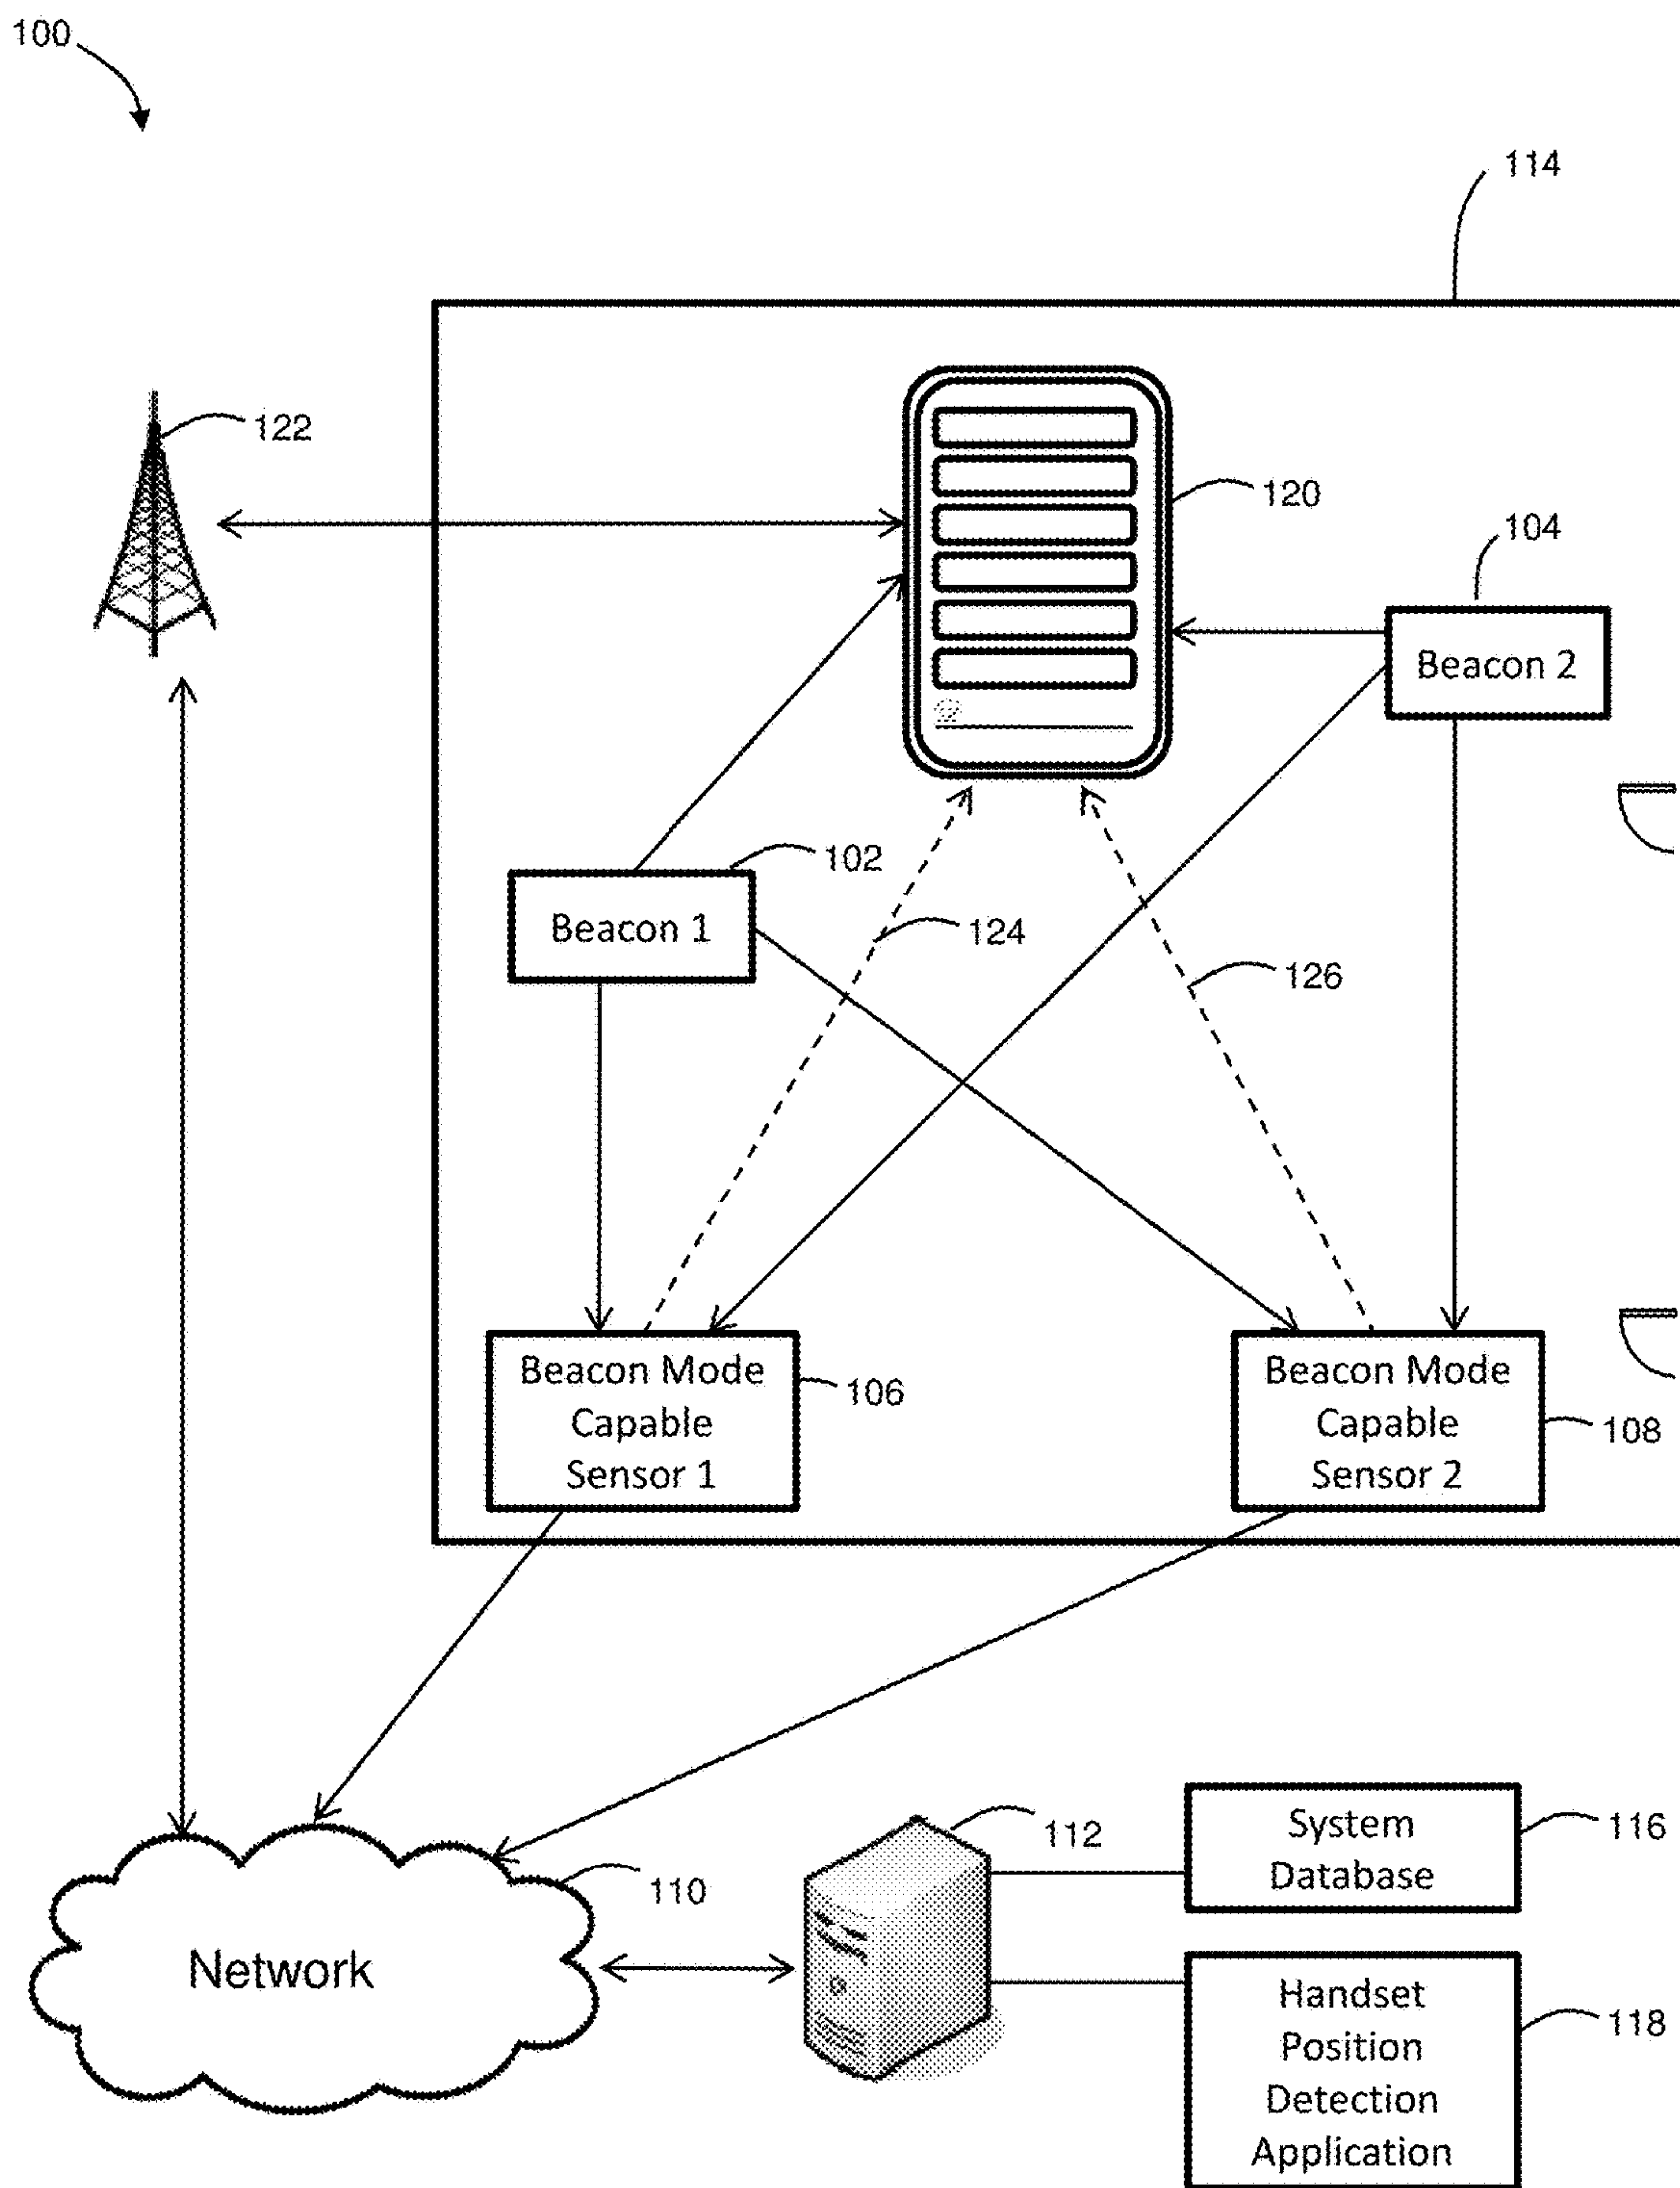 100
114
122
120
104
Beacon 2
102
Beacon 1
124
126
Beacon Mode
Capable
Sensor 1
106
Beacon Mode
Capable
Sensor 2
108
112
System
Database
116
110
Network
Handset
Position
Detection
Application
118